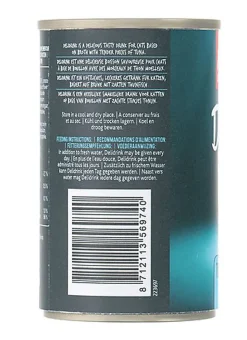 DELIDRINK IS A DELICIOUS TASTY DRINK FOR CATS BASED
ON BROTH WITH TENDER PIECES OF TUNA.
DELIDRINK EST UNE DÉLICIEUSE BOISSON SAVOUREUSE POUR CHATS
À BASE DE BOUILLON AVEC DES MORCEAUX DE THON MOELLEUX.
DELIDRINK IST EIN KÖSTLICHES, LECKERES GETRÄNK FÜR KATZEN,
BASIERT AUF BRÜHE MIT ZARTEN THUNFISCH
DELIDRINK IS EEN HEERLIJKE SMAKELIJKE DRANK VOOR KATTEN
OP BASIS VAN BOUILLON MET ZACHTE STUKJES TONIJN.
Store in a cool and dry place. | A conserver au frais
et au sec. | Kühl und trocken lagern | Koel en
droog bewaren.
FEEDING INSTRUCTIONS: | RECOMMANDATIONS D'ALIMENTATION
| FÜTTERUNGSEMPFEHLUNG: | VOEDERAANWIJZING:
In addition to fresh water, Delidrink may be given every
day | En plus de l'eau douce, Delidrink peut être
admnistré tous les jours | Zusätzlich zu frischem Wasser
kann Delidrink jeden Tag gegeben werden | Naast vers
water mag Delidrink iedere dag gegeven worden.
8 712113 569740
223697